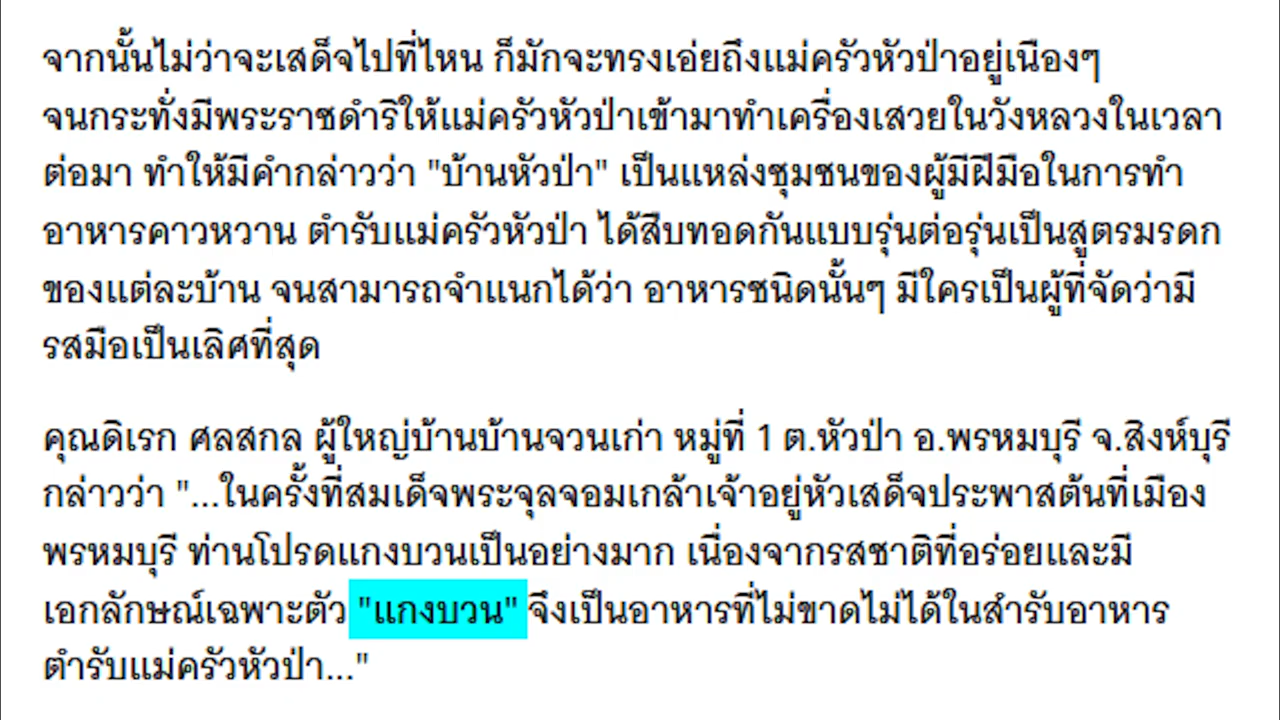 จากนั้นไม่ว่าจะเสด็จไปที่ไหน ก็มักจะทรงเอ่ยถึงแม่ครัวหัวป่าอยู่เนืองๆ
จนกระทั่งมีพระราชดำริให้แม่ครัวหัวป่าเข้ามาทำเครื่องเสวยในวังหลวงในเวลา
ต่อมา ทำให้มีคำกล่าวว่า "บ้านหัวป่า" เป็นแหล่งชุมชนของผู้มีฝีมือในการทำ
อาหารคาวหวาน ตำรับแม่ครัวหัวป่า ได้สืบทอดกันแบบรุ่นต่อรุ่นเป็นสูตรมรดก
ของแต่ละบ้าน จนสามารถจำแนกได้ว่า อาหารชนิดนั้นๆ มีใครเป็นผู้ที่จัดว่ามี
รสมือเป็นเลิศที่สุด
คุณดิเรก ศลสกล ผู้ใหญ่บ้านบ้านจวนเก่า หมู่ที่ 1 ต.หัวป่า อ.พรหมบุรี จ.สิงห์บุรี
กล่าวว่า "...ในครั้งที่สมเด็จพระจุลจอมเกล้าเจ้าอยู่หัวเสด็จประพาสต้นที่เมือง
พรหมบุรี ท่านโปรดแกงบวนเป็นอย่างมาก เนื่องจากรสชาติที่อร่อยและมี
เอกลักษณ์เฉพาะตัว "แกงบวน" จึงเป็นอาหารที่ไม่ขาดไม่ได้ในสำรับอาหาร
ตำรับแม่ครัวหัวป่า..."